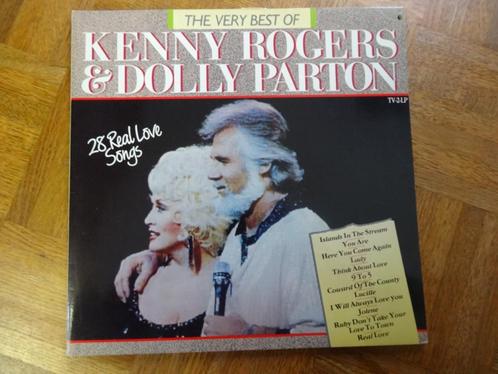 THE VERY BEST OF
KENNY ROGERS
& DOLLY PARTON
TV-2-LP
28 Real Love
Songs
Islands In The Stream
You Are
Here You Come Again
Lady
Think About Love
9 To 5
Coward Of The County
Lucille
I Will Always Love You
Jolene
Ruby Don't Take Your
Love To Town
Real Love